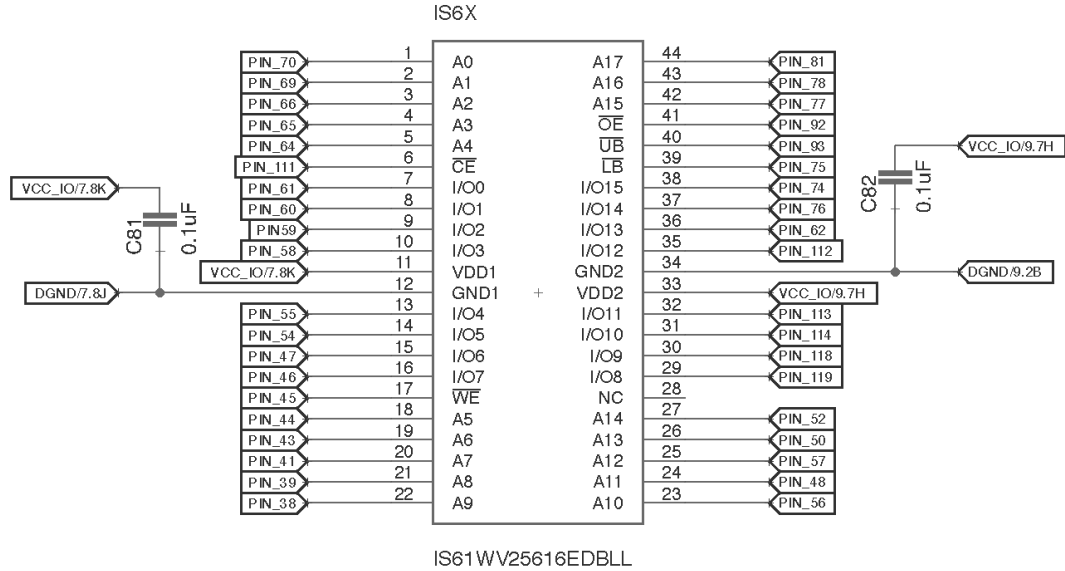 IS6X
PIN_70 1 A0 A17 44 PIN_81
PIN_69 2 A1 A16 43 PIN_78
PIN_66 3 A2 A15 42 PIN_77
PIN_65 4 A3 OE 41 PIN_92
PIN_64 5 A4 UB 40 PIN_93
VCC_IO/9.7H
PIN_111 6 CE LB 39 PIN_75
VCC_IO/7.8K
PIN_61 7 I/O0 I/O15 38 PIN_74
C82 0.1uF
PIN_60 8 I/O1 I/O14 37 PIN_76
C81 0.1uF
PIN59 9 I/O2 I/O13 36 PIN_62
PIN_58 10 I/O3 I/O12 35 PIN_112
VCC_IO/7.8K 11 VDD1 GND2 34 DGND/9.2B
DGND/7.8J 12 GND1 VDD2 33 VCC_IO/9.7H
PIN_55 13 I/O4 I/O11 32 PIN_113
PIN_54 14 I/O5 I/O10 31 PIN_114
PIN_47 15 I/O6 I/O9 30 PIN_118
PIN_46 16 I/O7 I/O8 29 PIN_119
PIN_45 17 WE NC 28
PIN_44 18 A5 A14 27 PIN_52
PIN_43 19 A6 A13 26 PIN_50
PIN_41 20 A7 A12 25 PIN_57
PIN_39 21 A8 A11 24 PIN_48
PIN_38 22 A9 A10 23 PIN_56
IS61WV25616EDBLL